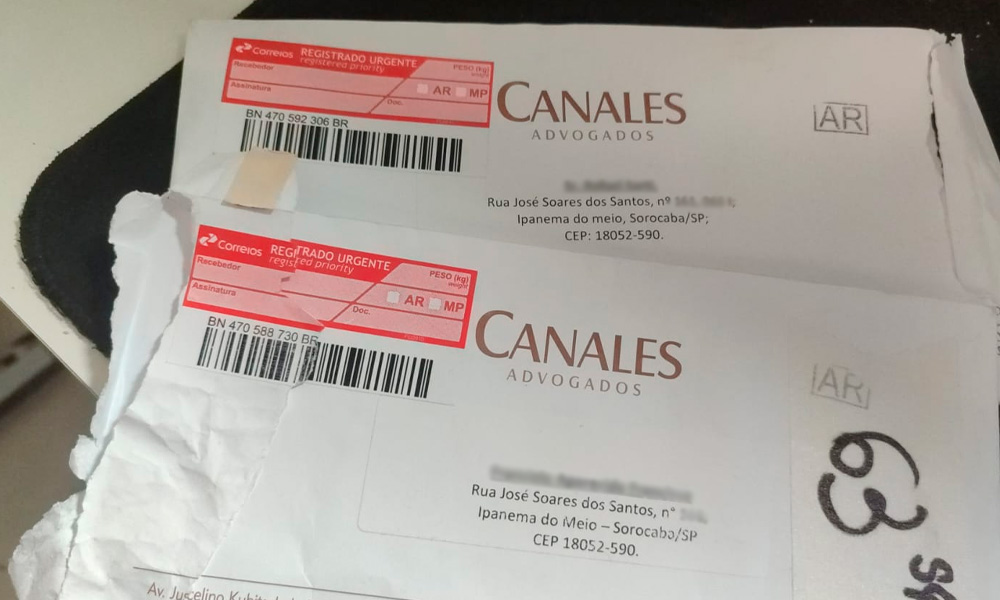 Correios REGISTRADO URGENTE
registered priority
PESO (kg)
weight
Recebedor
AR MP
Assinatura
Doc.
BN 470 592 306 BR
CANALES
ADVOGADOS
AR
Rua José Soares dos Santos, nº
Ipanema do meio, Sorocaba/SP;
CEP: 18052-590.
Correios REGISTRADO URGENTE
registred priority
PESO (kg)
weight
Recebedor
AR MP
Assinatura
Doc.
BN 470 588 730 BR
CANALES
ADVOGADOS
AR
63
Rua José Soares dos Santos, n°
Ipanema do Meio – Sorocaba/SP
CEP 18052-590.
Av. Juscelino